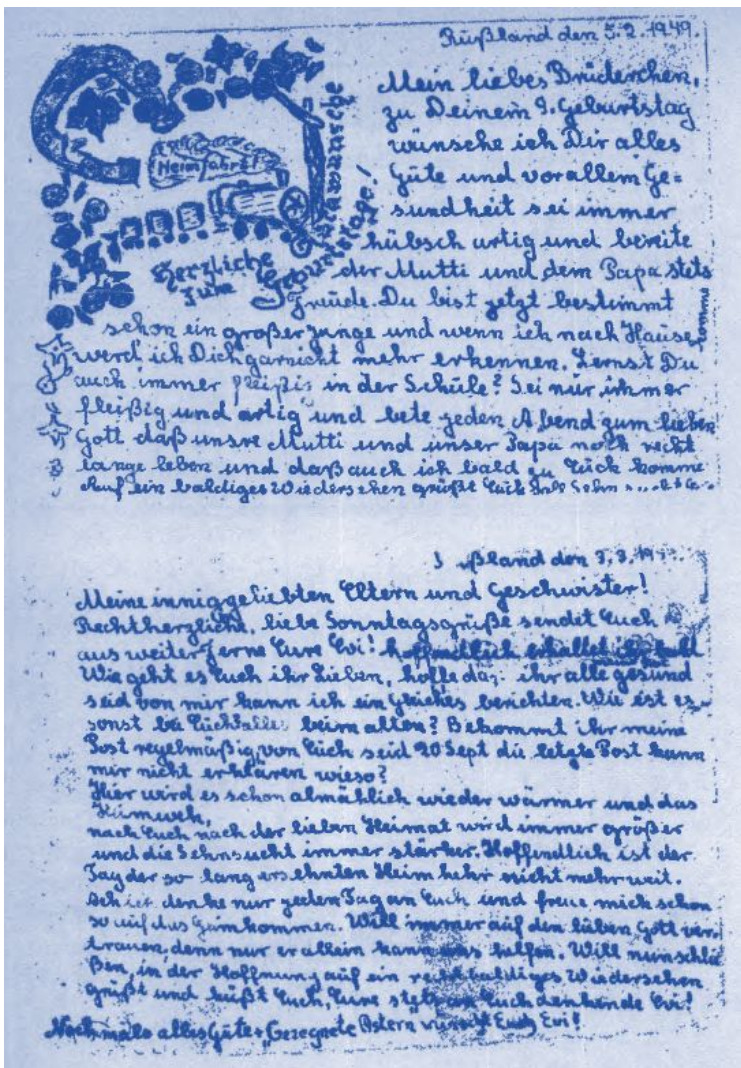 Rußland den 5.2.1949.
Heimfahrt!
Herzliche
Glückwünsche
zum
Geburtstage!
Mein liebes Brüderchen,
zu Deinem 9. Geburtstag
wünsche ich Dir alles
Gute und vorallem Ge=
sundheit sei immer
hübsch artig und bereite
der Mutti und dem Papa stets
Freude. Du bist jetzt bestimmt
schon ein großer Junge und wenn ich nach Hause komme
werd ich Dich garnicht mehr erkennen. Lernst Du
auch immer fleißig in der Schule? Sei nur immer
fleißig und artig und bete jeden Abend zum lieben
Gott daß unsre Mutti und unser Papa noch recht
lange leben und daß auch ich bald zu Euch komme
Auf ein baldiges Wiedersehen grüßt Euch
ußland den 3.3.19
Meine inniggeliebten Eltern und Geschwister!
Rechtherzliche, liebe Sonntagsgrüße sendet Euch
aus weiter Ferne Eure Evi! hoffendlich erhaltet ihr bald
Wie geht es Euch ihr Lieben, hoffe das ihr alle gesund
seid von mir kann ich ein Gleiches berichten. Wie ist es
sonst bei Euch alles beim alten? Bekommt ihr meine
Post regelmäßig, von Euch seid 20 Sept die letzte Post kann
mir nicht erklären wieso?
Hier wird es schon almählich wieder wärmer und das
Heimweh,
nach Euch nach der lieben Heimat wird immer größer
und die Sehnsucht immer stärker. Hoffendlich ist der
Tag der so lang ersehnten Heimkehr nicht mehr weit.
Ach ich denke nur jeden Tag an Euch und freue mich schon
so auf das Heimkommen. Will immer auf den lieben Gott ver.
trauen, denn nur er allein kann uns helfen. Will nun schlie
ßen, in der Hoffnung auf ein recht baldiges Wiedersehen
grüßt und küßt Euch, Eure stets an Euch denkende Evi!
Nochmals alles Gute + Gesegnete Ostern wünscht Euch Evi!